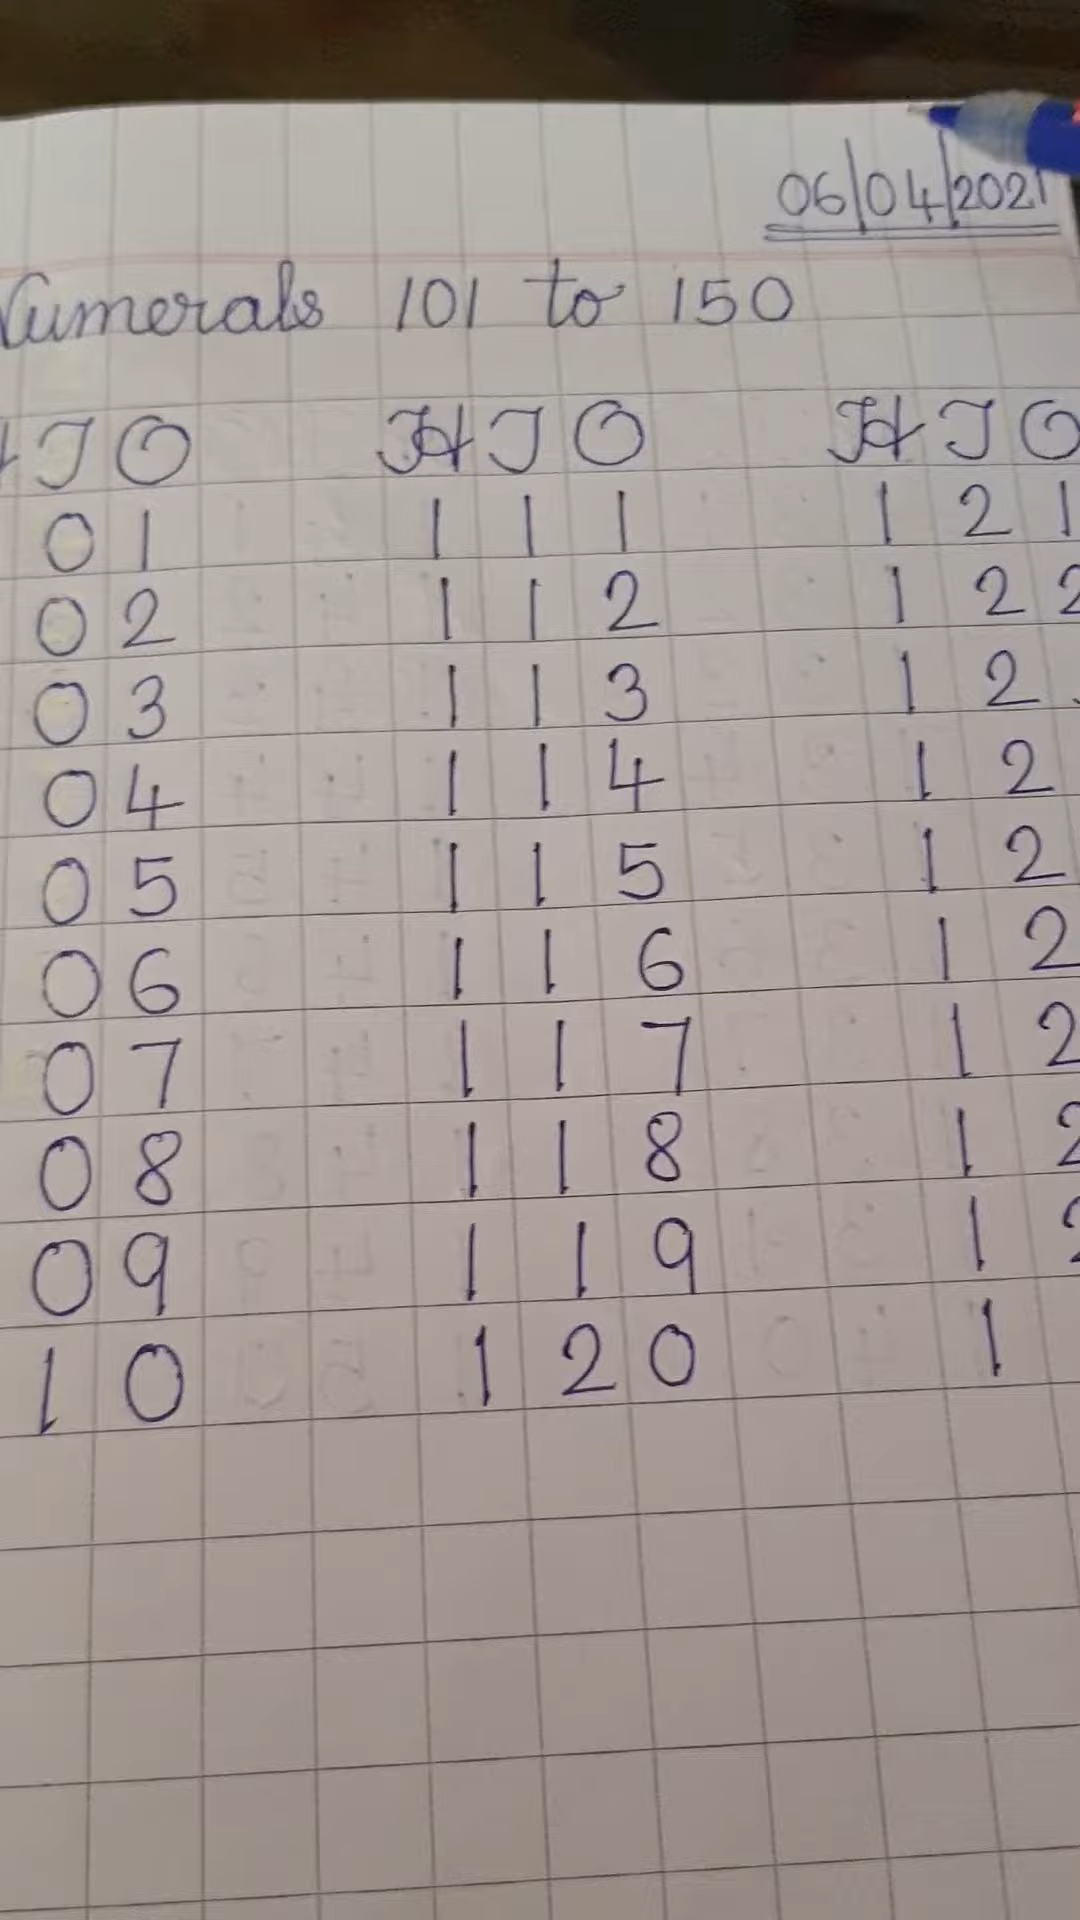 06/04/2021
Numerals 101 to 150
T O H T O H T O
0 1 1 1 1 1 2 1
0 2 1 1 2 1 2 2
0 3 1 1 3 1 2
0 4 1 1 4 1 2
0 5 1 1 5 1 2
0 6 1 1 6 1 2
0 7 1 1 7 1 2
0 8 1 1 8 1 2
0 9 1 1 9 1 2
1 0 1 2 0 1